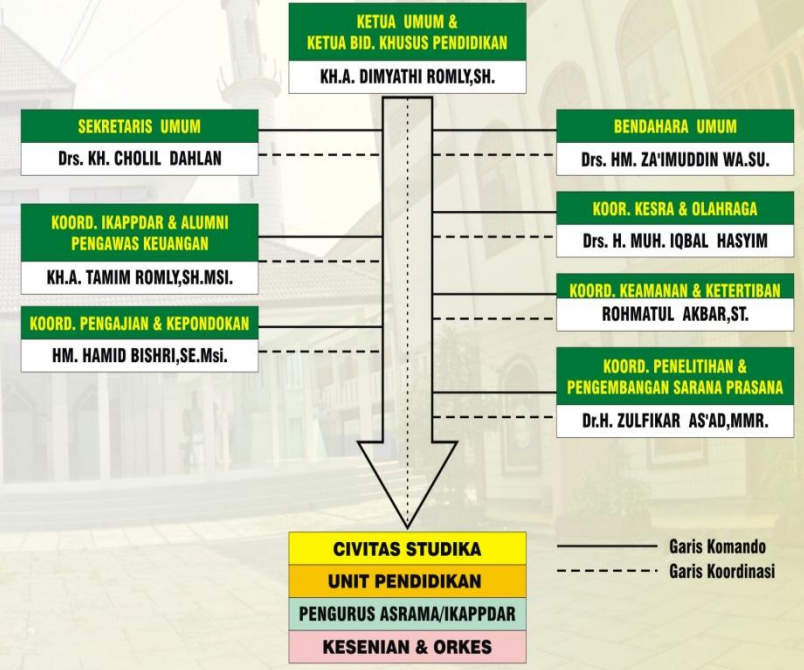 KETUA UMUM &
KETUA BID. KHUSUS PENDIDIKAN
KH.A. DIMYATHI ROMLY,SH.
SEKRETARIS UMUM
Drs. KH. CHOLIL DAHLAN
BENDAHARA UMUM
Drs. HM. ZA'IMUDDIN WA.SU.
KOORD. IKAPPDAR & ALUMNI
PENGAWAS KEUANGAN
KH.A. TAMIM ROMLY,SH.MSI.
KOOR. KESRA & OLAHRAGA
Drs. H. MUH. IQBAL HASYIM
KOORD. PENGAJIAN & KEPONDOKAN
HM. HAMID BISHRI,SE.Msi.
KOORD. KEAMANAN & KETERTIBAN
ROHMATUL AKBAR,ST.
KOORD. PENELITIHAN &
PENGEMBANGAN SARANA PRASANA
Dr.H. ZULFIKAR AS'AD,MMR.
CIVITAS STUDIKA
UNIT PENDIDIKAN
PENGURUS ASRAMA/IKAPPDAR
KESENIAN & ORKES
Garis Komando
Garis Koordinasi